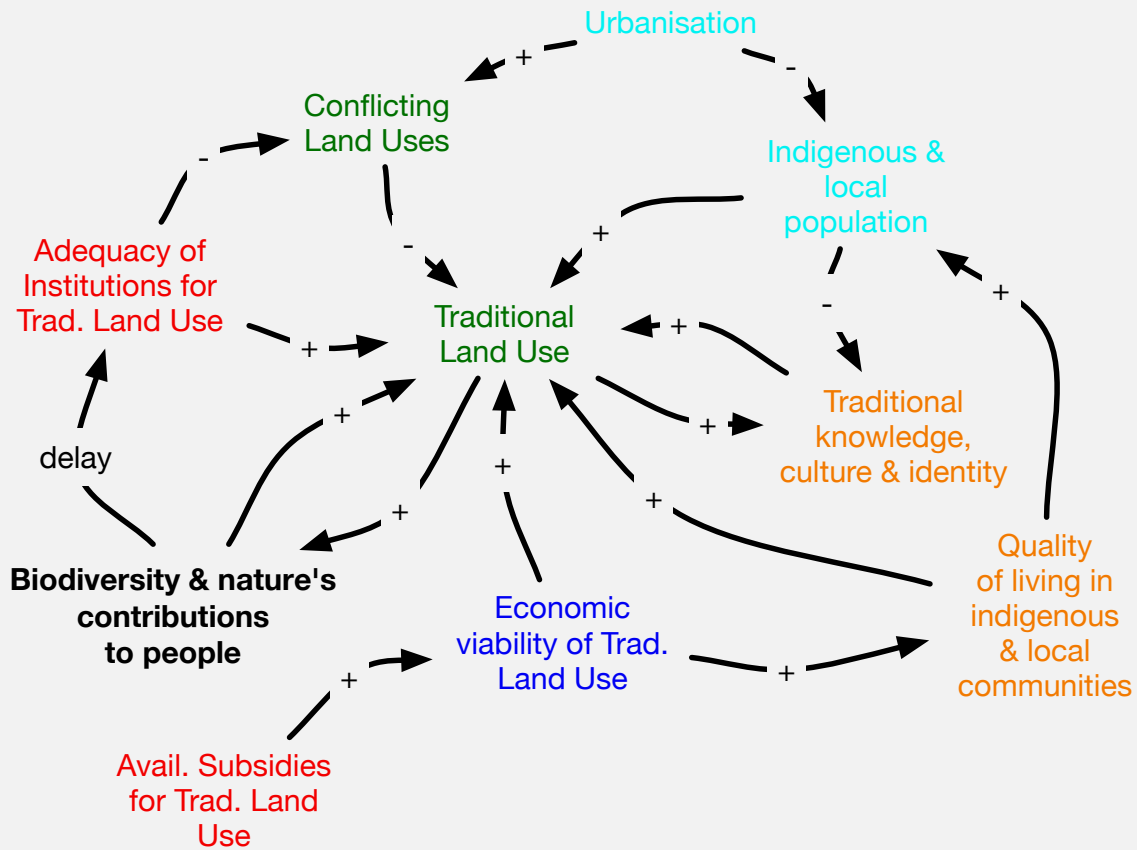 Urbanisation
+
-
Conflicting
Land Uses
-
Indigenous &
local
population
+
-
Adequacy of
Institutions for
Trad. Land Use
+
+
-
Traditional
Land Use
+
+
Traditional
knowledge,
culture & identity
+
+
delay
+
+
+
Biodiversity & nature's
contributions
to people
Economic
viability of Trad.
Land Use
Quality
of living in
indigenous
& local
communities
+
+
Avail. Subsidies
for Trad. Land
Use